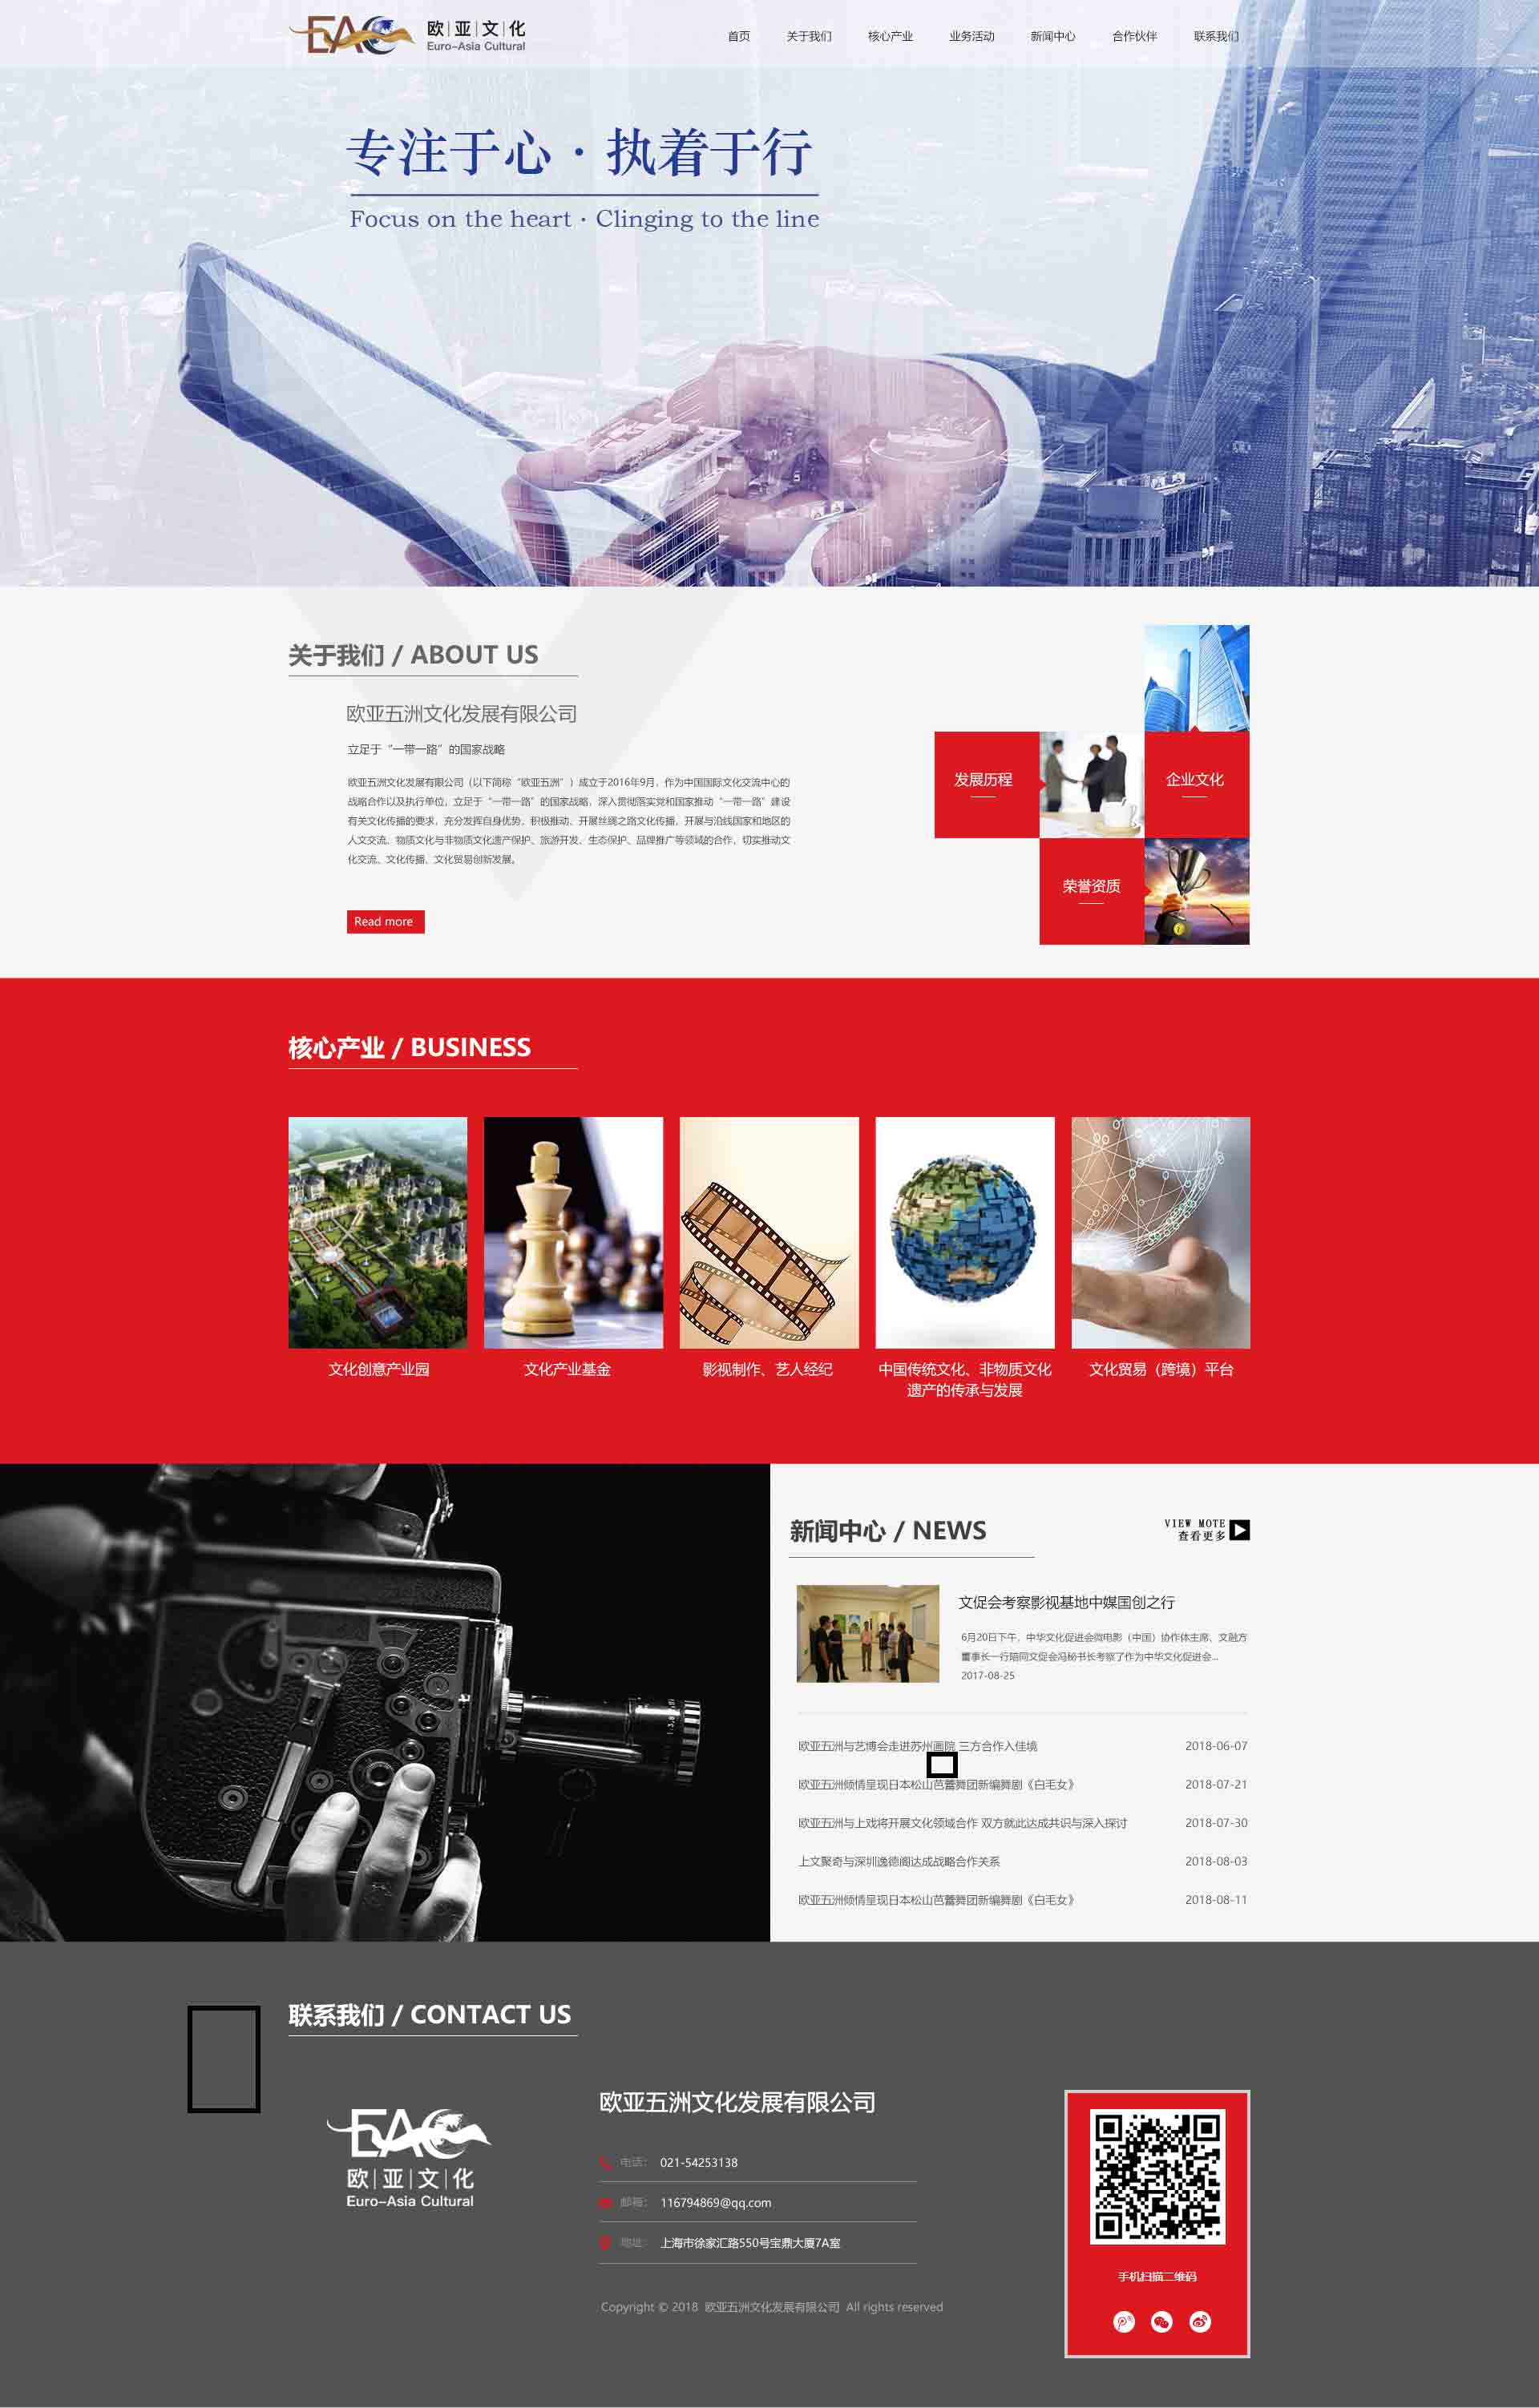 EAC
欧|亚|文|化
Euro-Asia Cultural
首页 关于我们 核心产业 业务活动 新闻中心 合作伙伴 联系我们
专注于心 · 执着于行
Focus on the heart · Clinging to the line
关于我们 / ABOUT US
欧亚五洲文化发展有限公司
立足于“一带一路”的国家战略
欧亚五洲文化发展有限公司（以下简称“欧亚五洲”）成立于2016年9月，作为中国国际文化交流中心的
战略合作以及执行单位，立足于“一带一路”的国家战略，深入贯彻落实党和国家推动“一带一路”建设
有关文化传播的要求，充分发挥自身优势，积极推动、开展丝绸之路文化传播，开展与沿线国家和地区的
人文交流、物质文化与非物质文化遗产保护、旅游开发、生态保护、品牌推广等领域的合作，切实推动文
化交流、文化传播、文化贸易创新发展。
Read more
发展历程
企业文化
荣誉资质
核心产业 / BUSINESS
文化创意产业园
文化产业基金
影视制作、艺人经纪
中国传统文化、非物质文化
遗产的传承与发展
文化贸易（跨境）平台
新闻中心 / NEWS
VIEW MOTE
查看更多
文促会考察影视基地中媒国创之行
6月20日下午，中华文化促进会微电影（中国）协作体主席、文融方
董事长一行陪同文促会冯秘书长考察了作为中华文化促进会...
2017-08-25
欧亚五洲与艺博会走进苏州画院 三方合作入佳境 2018-06-07
欧亚五洲倾情呈现日本松山芭蕾舞团新编舞剧《白毛女》 2018-07-21
欧亚五洲与上戏将开展文化领域合作 双方就此达成共识与深入探讨 2018-07-30
上文聚奇与深圳逸德阁达成战略合作关系 2018-08-03
欧亚五洲倾情呈现日本松山芭蕾舞团新编舞剧《白毛女》 2018-08-11
联系我们 / CONTACT US
EAC
欧|亚|文|化
Euro-Asia Cultural
欧亚五洲文化发展有限公司
电话： 021-54253138
邮箱： 116794869@qq.com
地址： 上海市徐家汇路550号宝鼎大厦7A室
Copyright © 2018 欧亚五洲文化发展有限公司 All rights reserved
手机扫描二维码